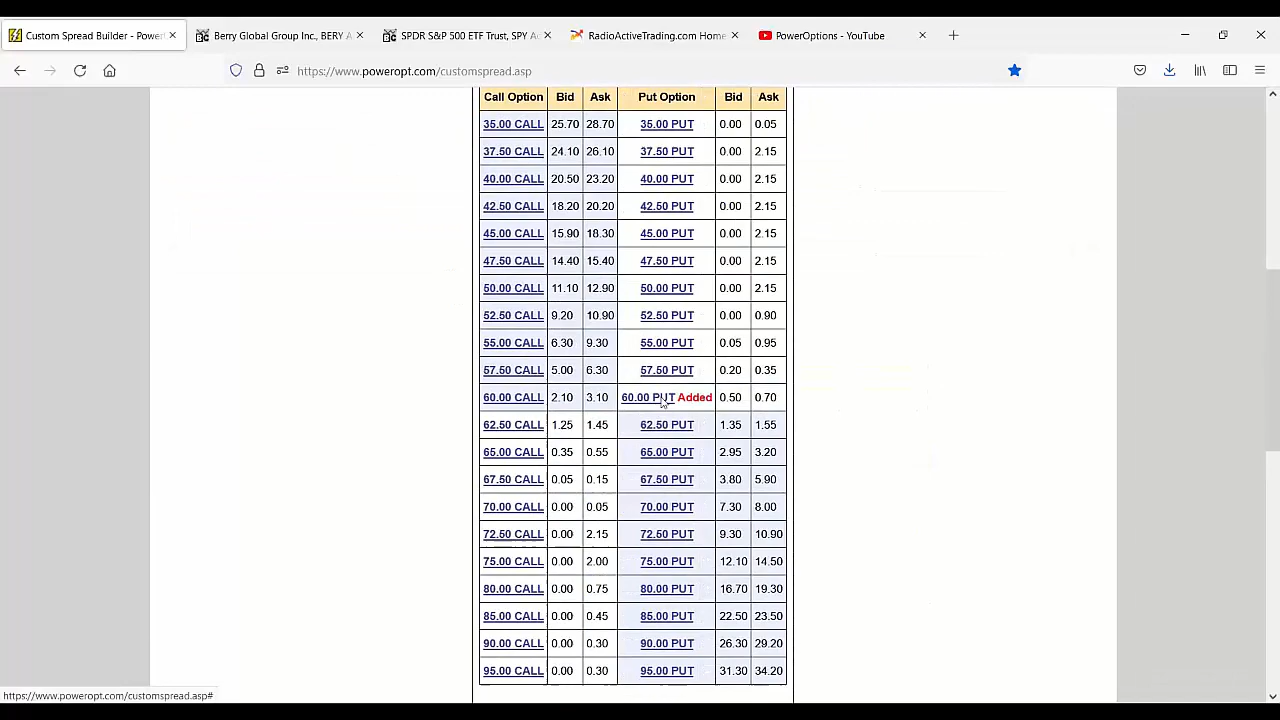 Custom Spread Builder - Power
Berry Global Group Inc., BERY A
SPDR S&P 500 ETF Trust, SPY A
RadioActiveTrading.com Home
PowerOptions - YouTube
https://www.poweropt.com/customspread.asp
Call Option Bid Ask Put Option Bid Ask
35.00 CALL 25.70 28.70 35.00 PUT 0.00 0.05
37.50 CALL 24.10 26.10 37.50 PUT 0.00 2.15
40.00 CALL 20.50 23.20 40.00 PUT 0.00 2.15
42.50 CALL 18.20 20.20 42.50 PUT 0.00 2.15
45.00 CALL 15.90 18.30 45.00 PUT 0.00 2.15
47.50 CALL 14.40 15.40 47.50 PUT 0.00 2.15
50.00 CALL 11.10 12.90 50.00 PUT 0.00 2.15
52.50 CALL 9.20 10.90 52.50 PUT 0.00 0.90
55.00 CALL 6.30 9.30 55.00 PUT 0.05 0.95
57.50 CALL 5.00 6.30 57.50 PUT 0.20 0.35
60.00 CALL 2.10 3.10 60.00 PUT Added 0.50 0.70
62.50 CALL 1.25 1.45 62.50 PUT 1.35 1.55
65.00 CALL 0.35 0.55 65.00 PUT 2.95 3.20
67.50 CALL 0.05 0.15 67.50 PUT 3.80 5.90
70.00 CALL 0.00 0.05 70.00 PUT 7.30 8.00
72.50 CALL 0.00 2.15 72.50 PUT 9.30 10.90
75.00 CALL 0.00 2.00 75.00 PUT 12.10 14.50
80.00 CALL 0.00 0.75 80.00 PUT 16.70 19.30
85.00 CALL 0.00 0.45 85.00 PUT 22.50 23.50
90.00 CALL 0.00 0.30 90.00 PUT 26.30 29.20
95.00 CALL 0.00 0.30 95.00 PUT 31.30 34.20
https://www.poweropt.com/customspread.asp#